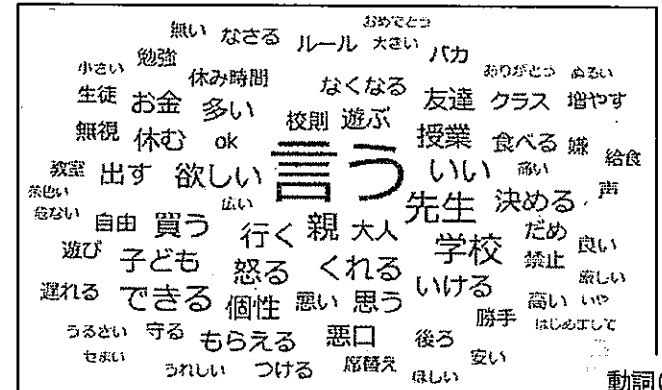 おめでとう
無い なさる ルール 大きい バカ
小さい 勉強 休み時間 なくなる ありがとう ぬるい
生徒 お金 多い 友達 クラス 増やす
無視 休む ok 校則 遊ぶ 授業 食べる 嫌 給食
教室 出す 欲しい 言う いい 声
茶色い 広い 先生 決める
危ない 自由 買う 行く 親 大人 学校 だめ 良い
遊び 子ども 怒る くれる 禁止 厳しい
遅れる できる 個性 悪い 思う いける 高い いや
うるさい 守る もらえる 悪口 後ろ 勝手 はじめまして
せまい うれしい つける 席替え ほしい 安い
動詞